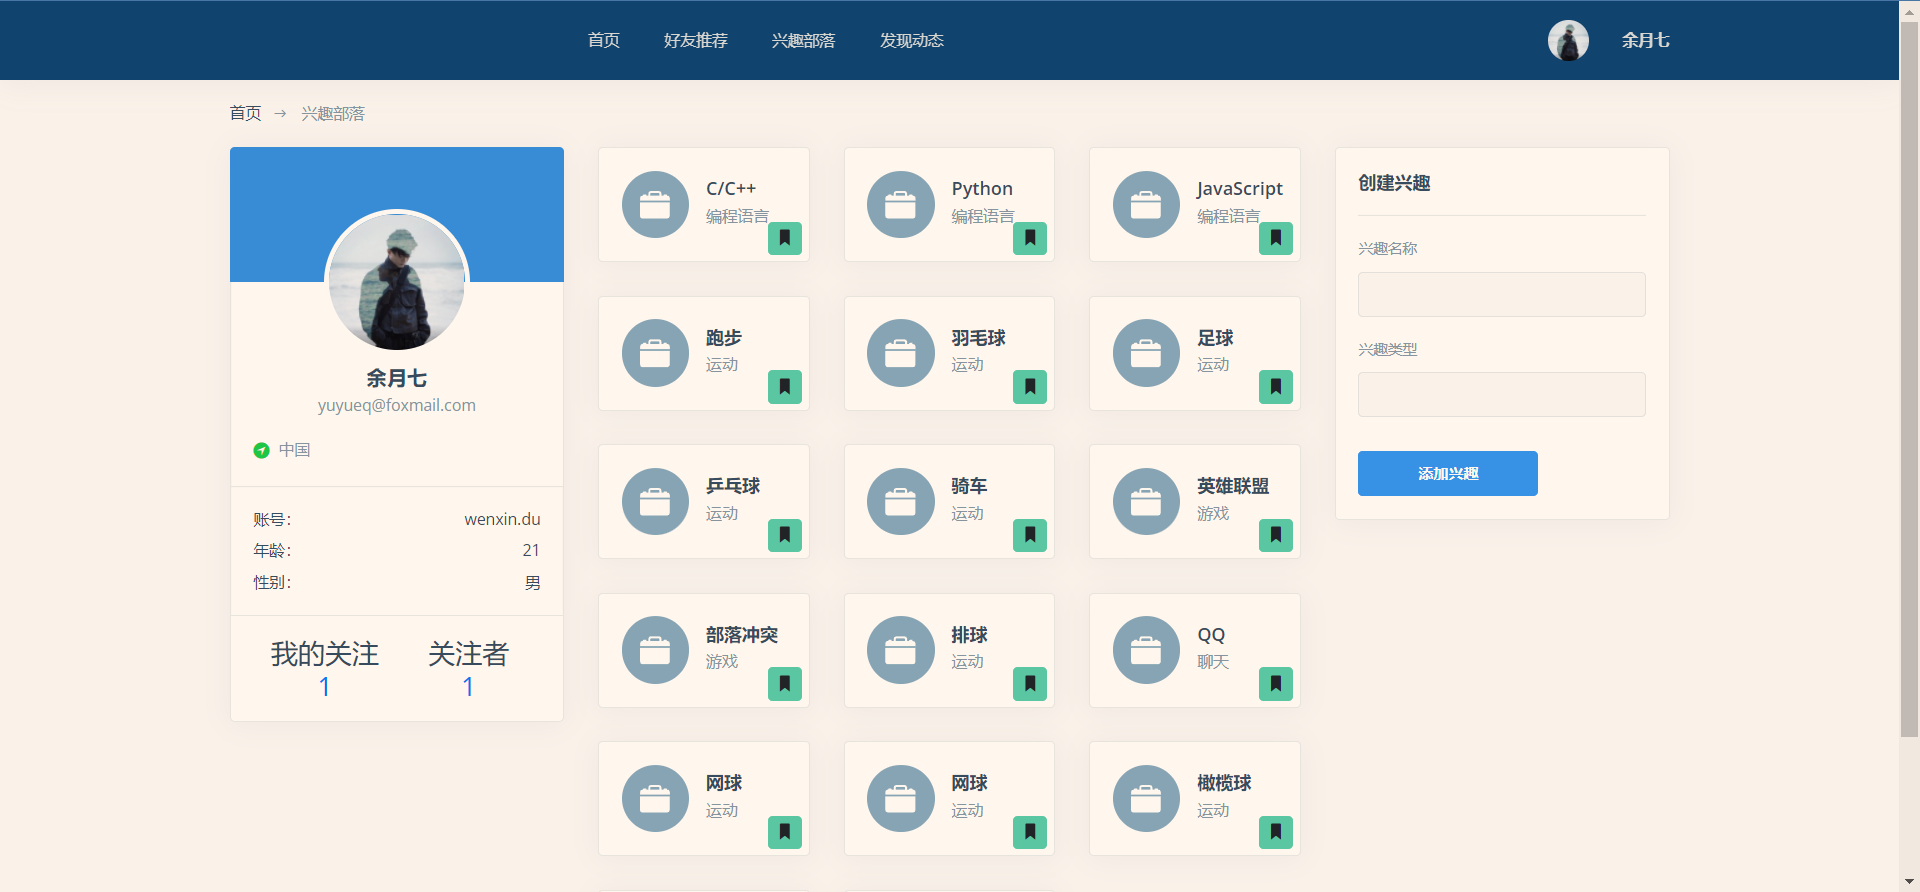 首页 好友推荐 兴趣部落 发现动态 余月七
首页 → 兴趣部落
余月七
yuyueq@foxmail.com
中国
账号： wenxin.du
年龄： 21
性别： 男
我的关注 关注者
1 1
C/C++
编程语言
Python
编程语言
JavaScript
编程语言
跑步
运动
羽毛球
运动
足球
运动
乒乓球
运动
骑车
运动
英雄联盟
游戏
部落冲突
游戏
排球
运动
QQ
聊天
网球
运动
网球
运动
橄榄球
运动
创建兴趣
兴趣名称
兴趣类型
添加兴趣